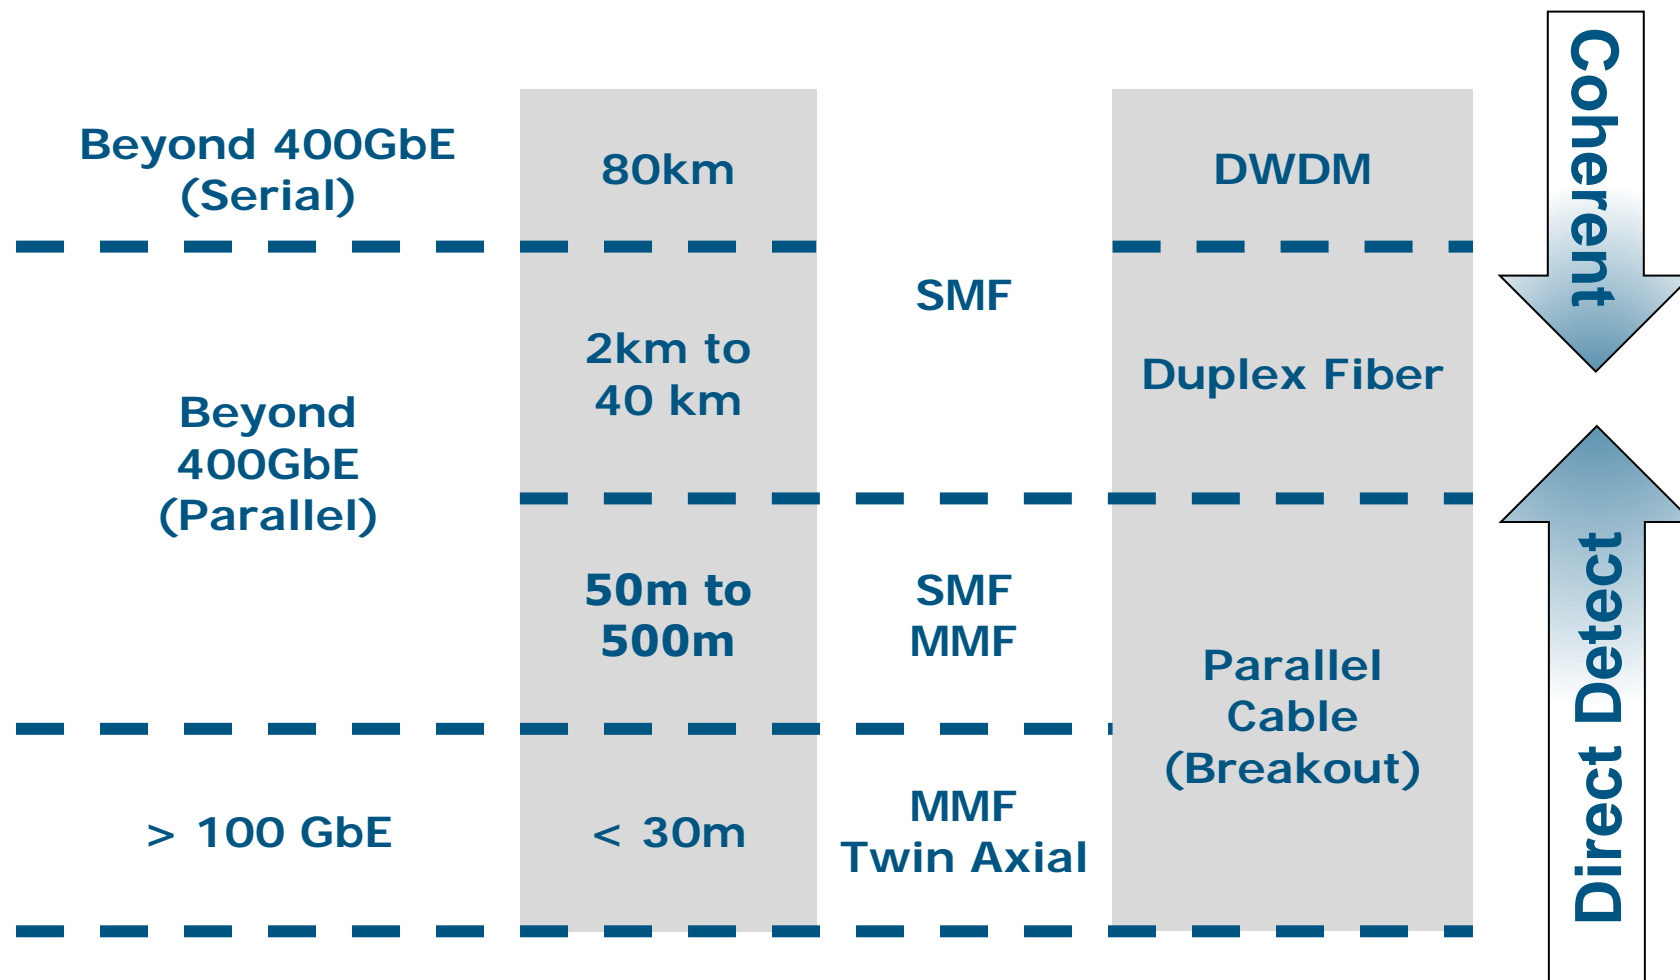 Beyond 400GbE
(Serial)
80km
DWDM
SMF
2km to
40 km
Duplex Fiber
Beyond
400GbE
(Parallel)
50m to
500m
SMF
MMF
Parallel
Cable
(Breakout)
> 100 GbE
< 30m
MMF
Twin Axial
Coherent
Direct Detect